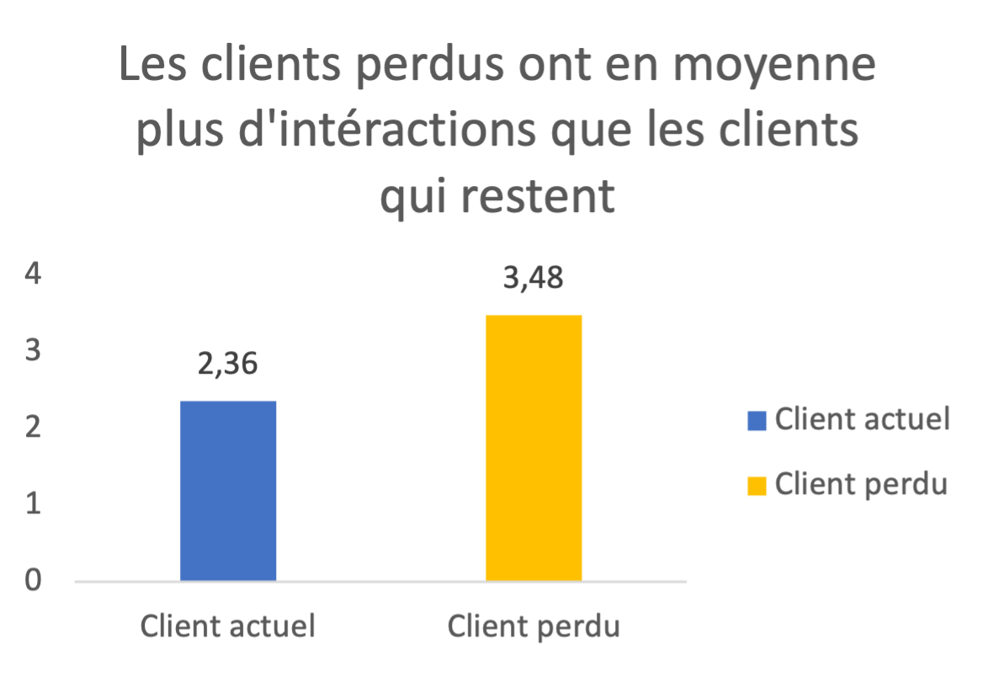 Les clients perdus ont en moyenne
plus d'intéractions que les clients
qui restent
4
3
2
1
0
2,36
3,48
Client actuel
Client perdu
Client actuel
Client perdu